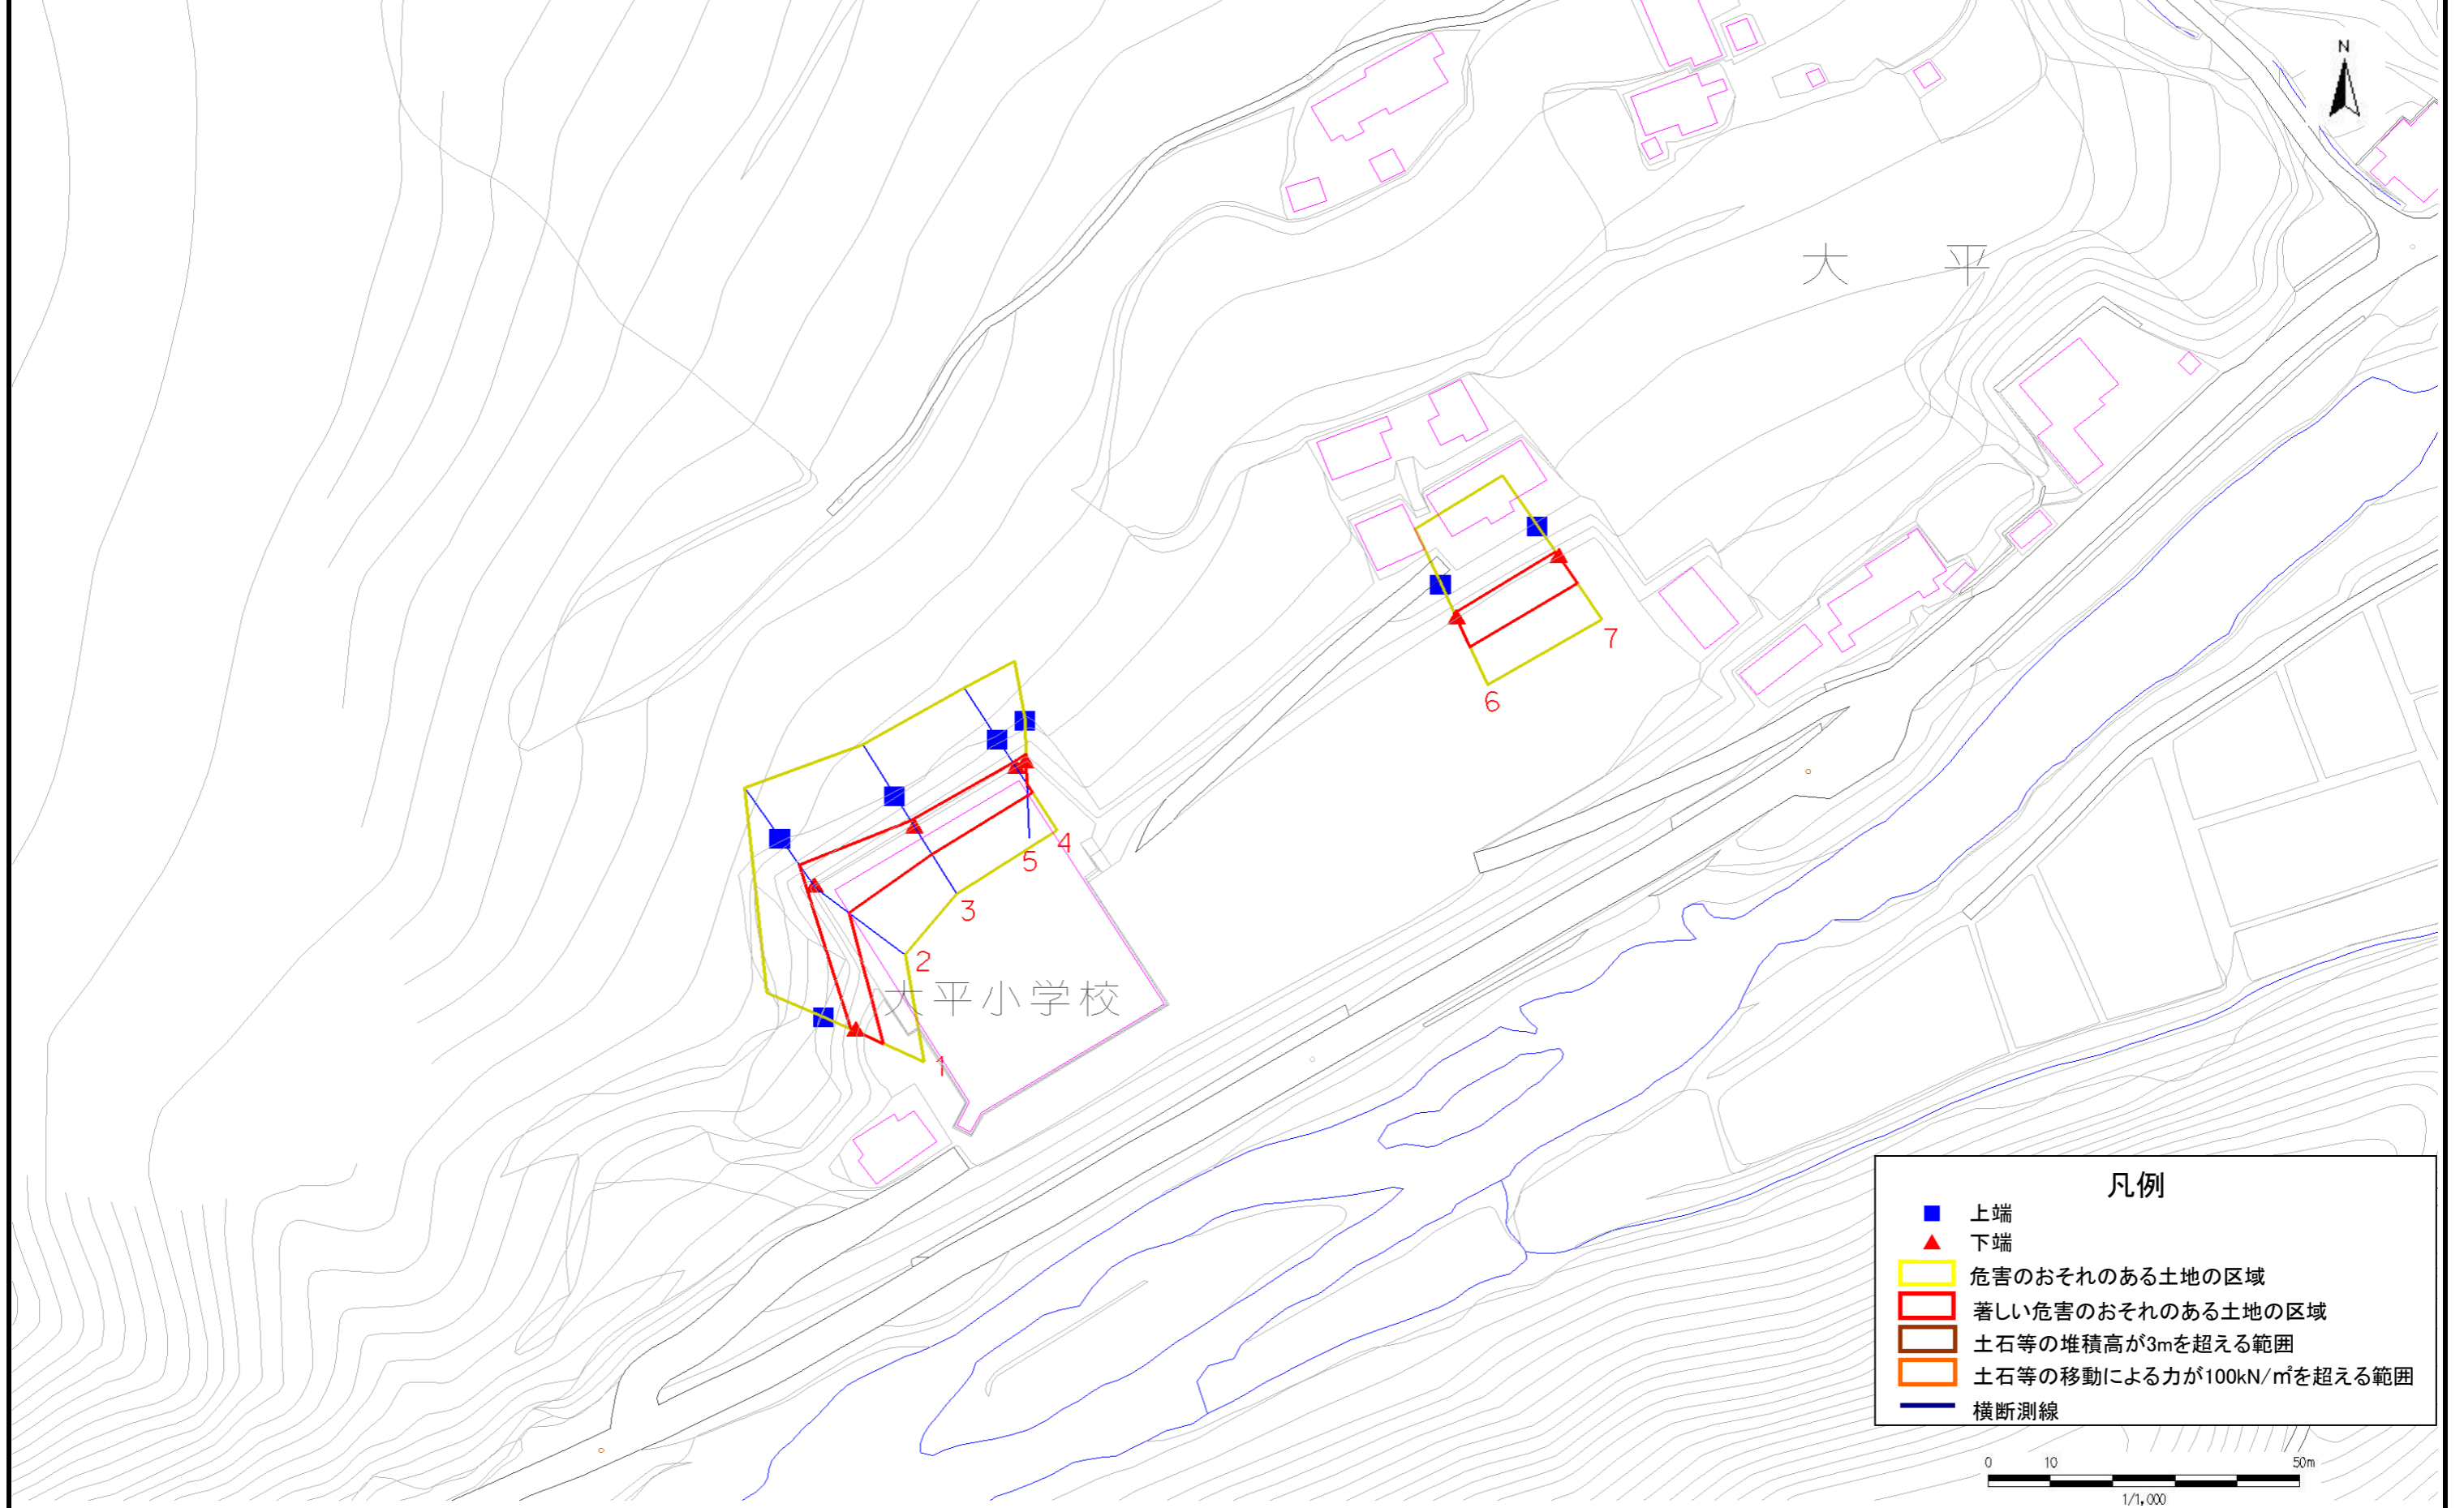 N
大 平
7
6
4
5
3
2
大平小学校
1
凡例
上端
下端
危害のおそれのある土地の区域
著しい危害のおそれのある土地の区域
土石等の堆積高が3mを超える範囲
土石等の移動による力が100kN/㎡を超える範囲
横断測線
0 10 50m
1/1,000